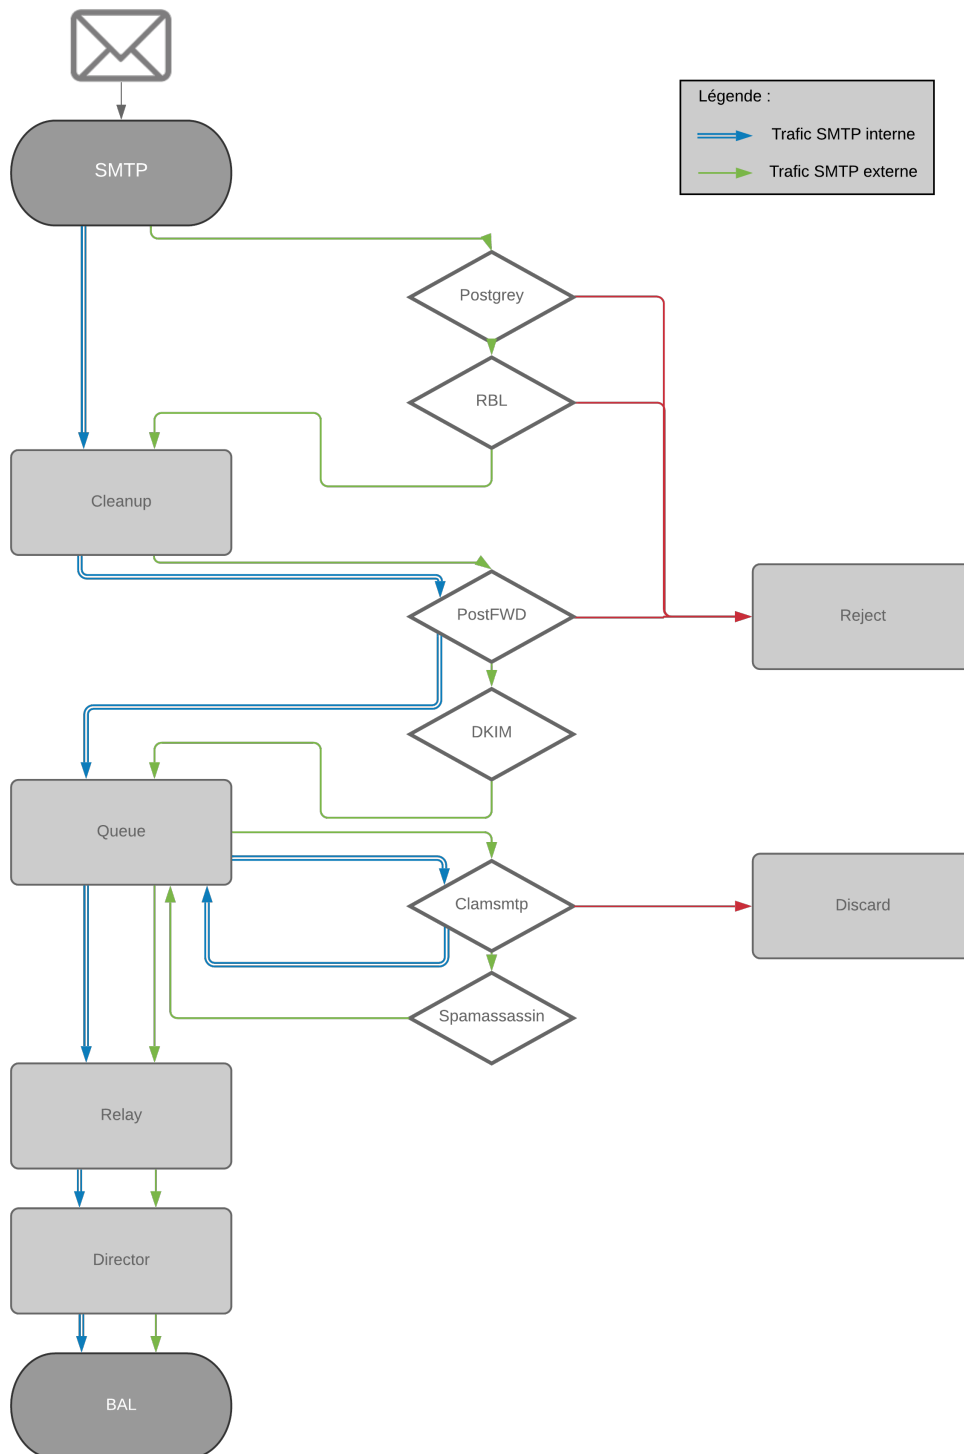 Légende :
Trafic SMTP interne
Trafic SMTP externe
SMTP
Postgrey
RBL
Cleanup
PostFWD
Reject
DKIM
Queue
Clamsmtp
Discard
Spamassassin
Relay
Director
BAL